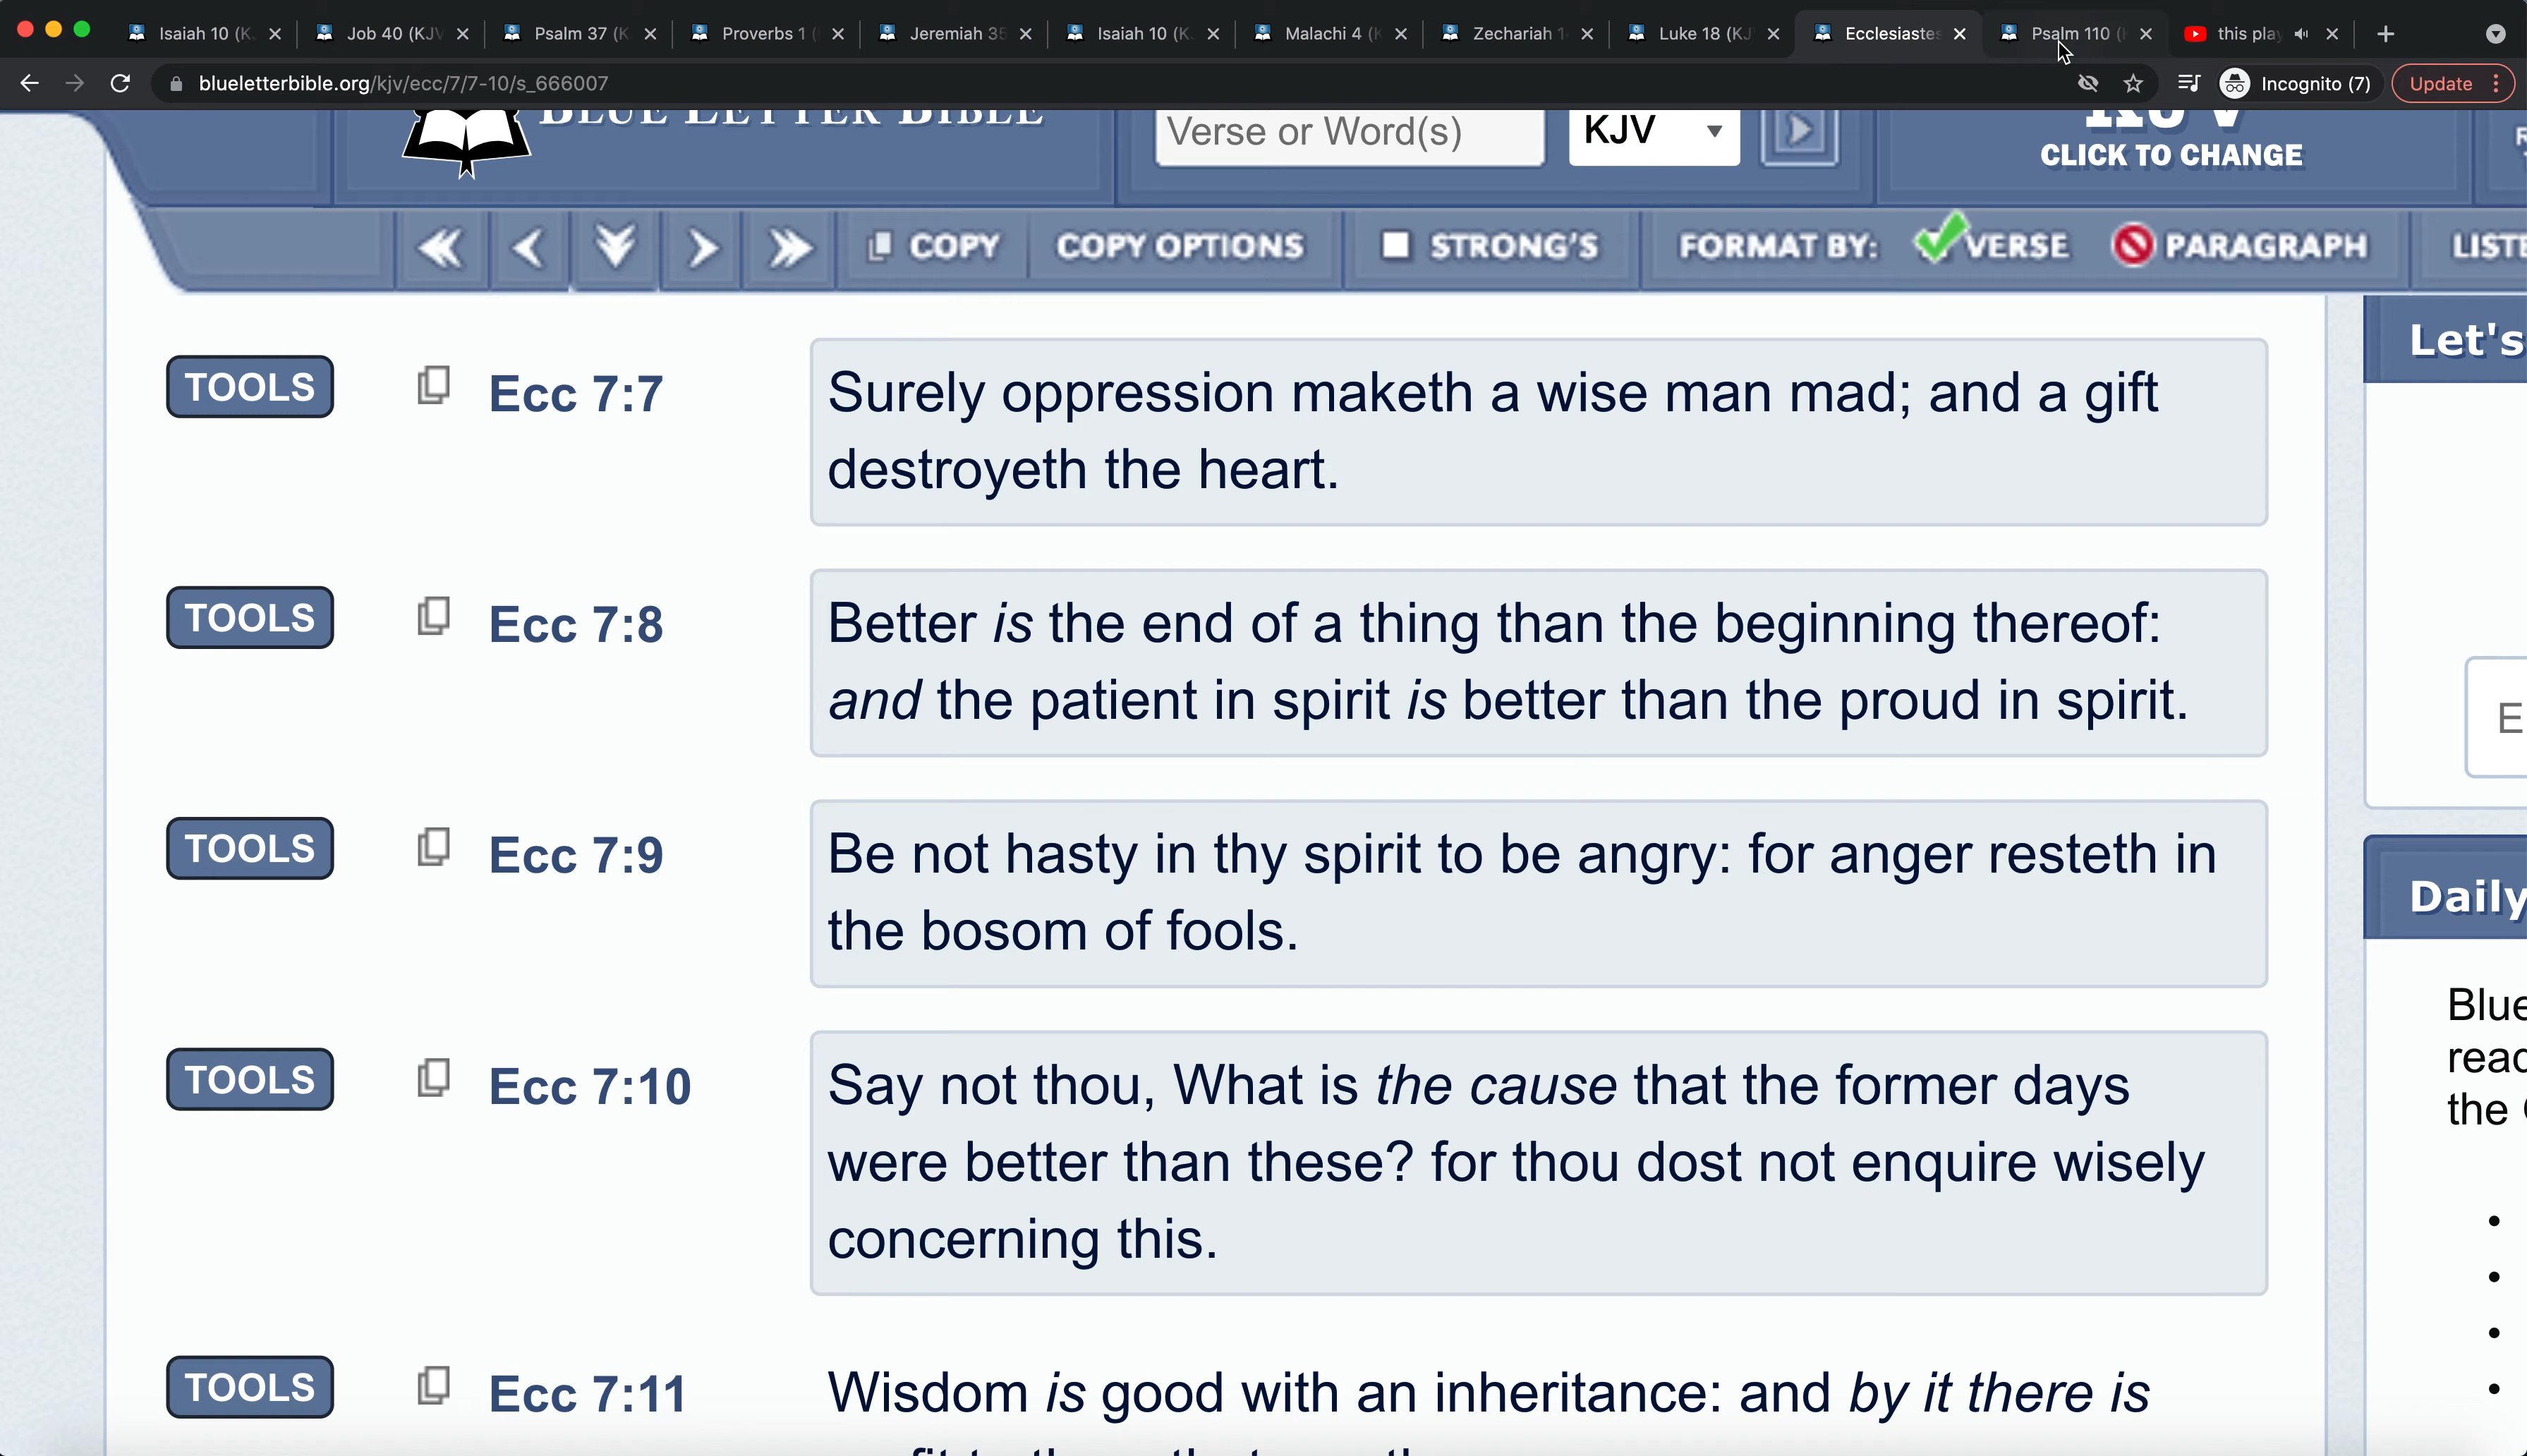 Isaiah 10 (K
Job 40 (KJV
Psalm 37 (K
Proverbs 1 (
Jeremiah 35
Isaiah 10 (K
Malachi 4 (K
Zechariah 1
Luke 18 (KJ
Ecclesiastes
Psalm 110 (
this play
blueletterbible.org/kjv/ecc/7/7-10/s_666007
Incognito (7)
Update
BLUE LETTER BIBLE
Verse or Word(s)
KJV
KJV
CLICK TO CHANGE
COPY
COPY OPTIONS
STRONG'S
FORMAT BY:
VERSE
PARAGRAPH
LISTE
TOOLS
Ecc 7:7
Surely oppression maketh a wise man mad; and a gift
destroyeth the heart.
TOOLS
Ecc 7:8
Better is the end of a thing than the beginning thereof:
and the patient in spirit is better than the proud in spirit.
TOOLS
Ecc 7:9
Be not hasty in thy spirit to be angry: for anger resteth in
the bosom of fools.
TOOLS
Ecc 7:10
Say not thou, What is the cause that the former days
were better than these? for thou dost not enquire wisely
concerning this.
TOOLS
Ecc 7:11
Wisdom is good with an inheritance: and by it there is
Let's
E
Daily
Blue
read
the